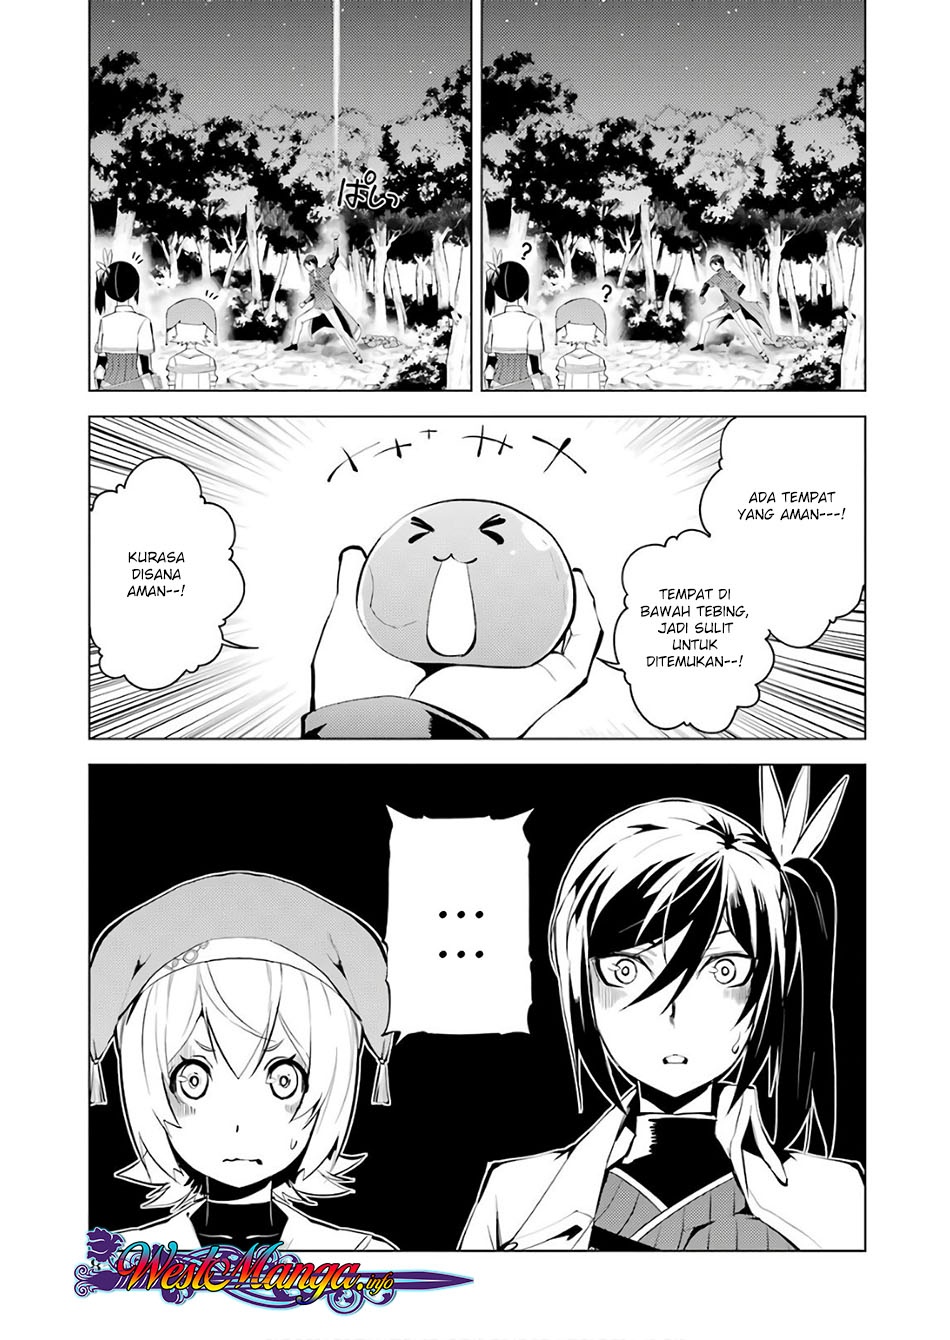 ぱしっ
?
?
ADA TEMPAT
YANG AMAN---!
TEMPAT DI
BAWAH TEBING,
JADI SULIT
UNTUK
DITEMUKAN--!
KURASA
DISANA
AMAN--!
...
...
WestManga.info